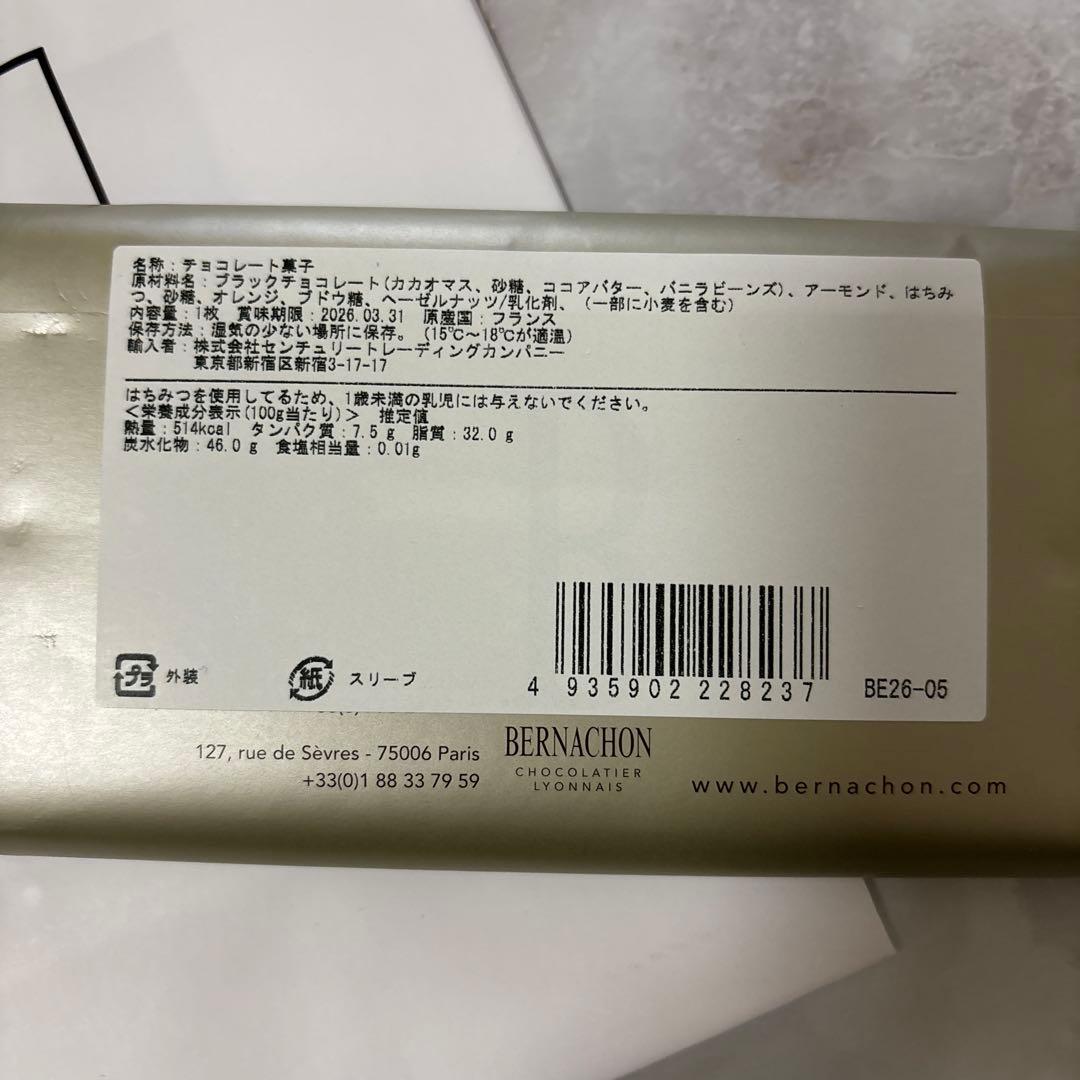 名称：チョコレート菓子
原材料名：ブラックチョコレート(カカオマス、砂糖、ココアバター、バニラビーンズ)、アーモンド、はちみ
つ、砂糖、オレンジ、ブドウ糖、ヘーゼルナッツ/乳化剤、（一部に小麦を含む）
内容量：1枚　賞味期限：2026.03.31　原産国：フランス
保存方法：湿気の少ない場所に保存。（15℃～18℃が適温）
輸入者：株式会社センチュリートレーディングカンパニー
東京都新宿区新宿3-17-17
はちみつを使用してるため、1歳未満の乳児には与えないでください。
＜栄養成分表示(100g当たり)＞　推定値
熱量：514kcal　タンパク質：7.5 g　脂質：32.0 g
炭水化物：46.0 g　食塩相当量：0.01g
プラ 外装　紙 スリーブ
4 935902 228237　BE26-05
127, rue de Sèvres - 75006 Paris
+33(0)1 88 33 79 59
BERNACHON
CHOCOLATIER
LYONNAIS
www.bernachon.com